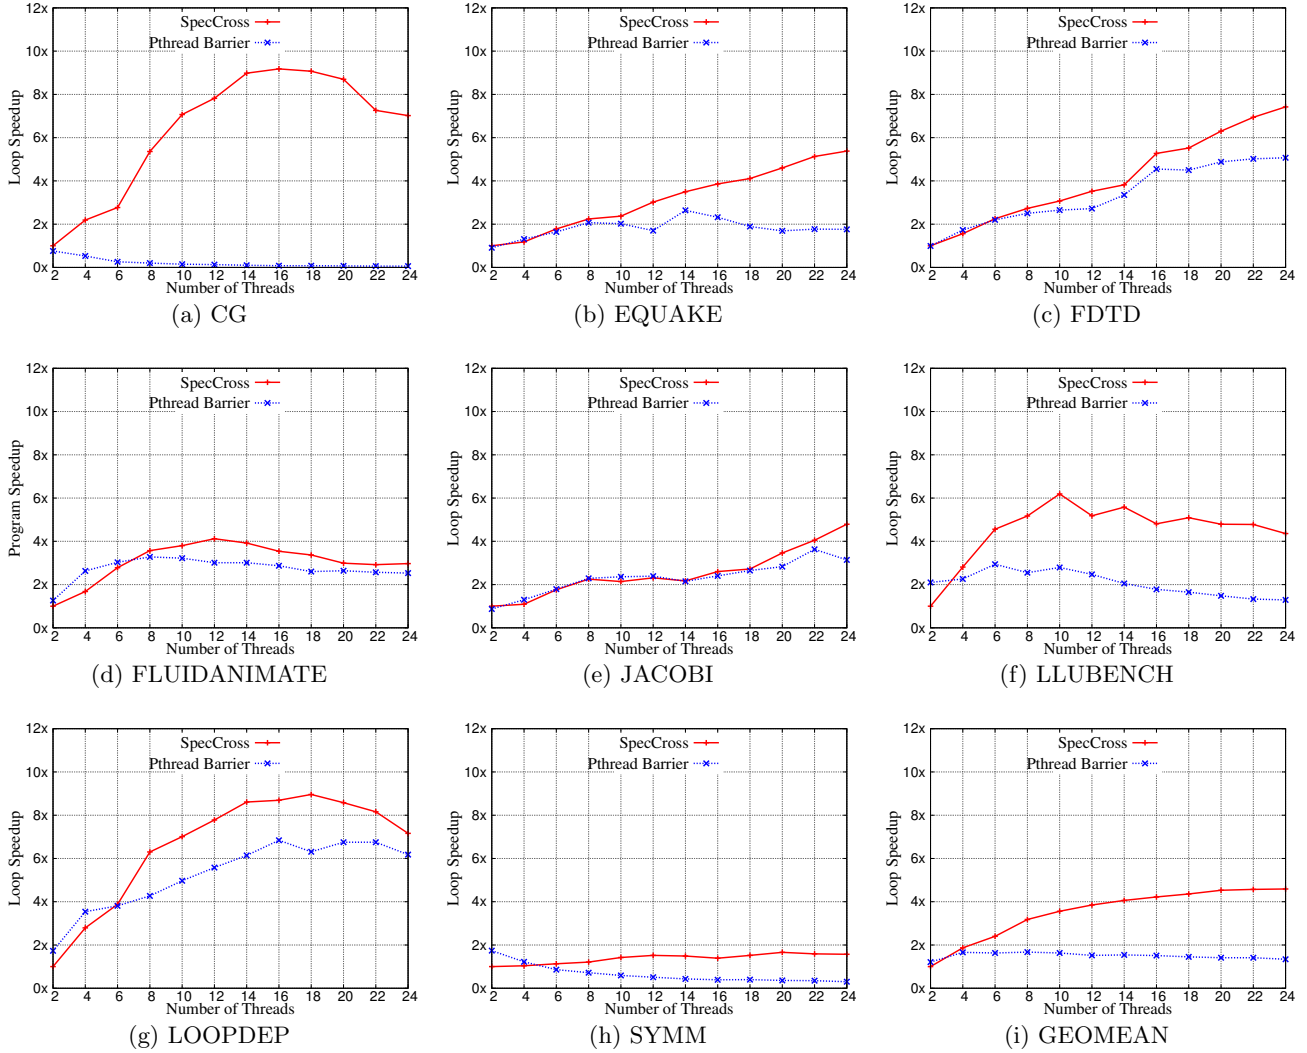 12x
10x
8x
6x
4x
2x
0x
Loop Speedup
SpecCross
Pthread Barrier
2 4 6 8 10 12 14 16 18 20 22 24
Number of Threads
(a) CG
12x
10x
8x
6x
4x
2x
0x
Loop Speedup
SpecCross
Pthread Barrier
2 4 6 8 10 12 14 16 18 20 22 24
Number of Threads
(b) EQUAKE
12x
10x
8x
6x
4x
2x
0x
Loop Speedup
SpecCross
Pthread Barrier
2 4 6 8 10 12 14 16 18 20 22 24
Number of Threads
(c) FDTD
12x
10x
8x
6x
4x
2x
0x
Program Speedup
SpecCross
Pthread Barrier
2 4 6 8 10 12 14 16 18 20 22 24
Number of Threads
(d) FLUIDANIMATE
12x
10x
8x
6x
4x
2x
0x
Loop Speedup
SpecCross
Pthread Barrier
2 4 6 8 10 12 14 16 18 20 22 24
Number of Threads
(e) JACOBI
12x
10x
8x
6x
4x
2x
0x
Loop Speedup
SpecCross
Pthread Barrier
2 4 6 8 10 12 14 16 18 20 22 24
Number of Threads
(f) LLUBENCH
12x
10x
8x
6x
4x
2x
0x
Loop Speedup
SpecCross
Pthread Barrier
2 4 6 8 10 12 14 16 18 20 22 24
Number of Threads
(g) LOOPDEP
12x
10x
8x
6x
4x
2x
0x
Loop Speedup
SpecCross
Pthread Barrier
2 4 6 8 10 12 14 16 18 20 22 24
Number of Threads
(h) SYMM
12x
10x
8x
6x
4x
2x
0x
Loop Speedup
SpecCross
Pthread Barrier
2 4 6 8 10 12 14 16 18 20 22 24
Number of Threads
(i) GEOMEAN